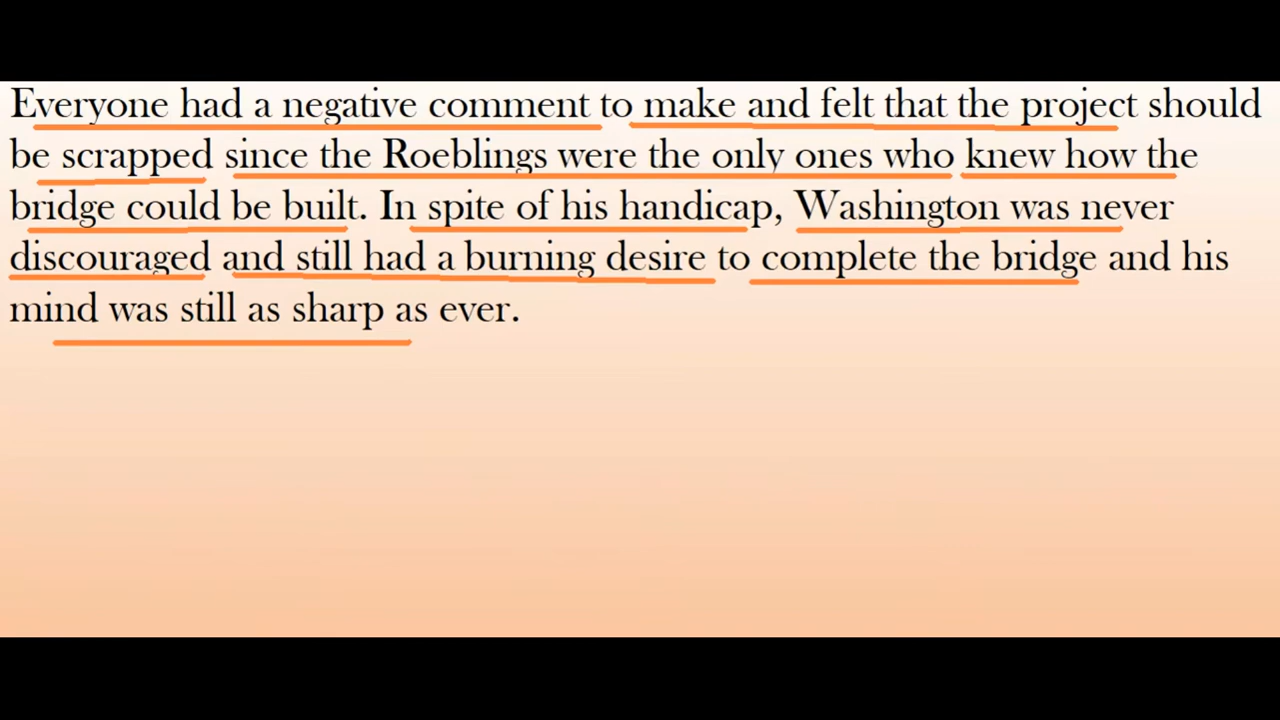 Everyone had a negative comment to make and felt that the project should
be scrapped since the Roeblings were the only ones who knew how the
bridge could be built. In spite of his handicap, Washington was never
discouraged and still had a burning desire to complete the bridge and his
mind was still as sharp as ever.